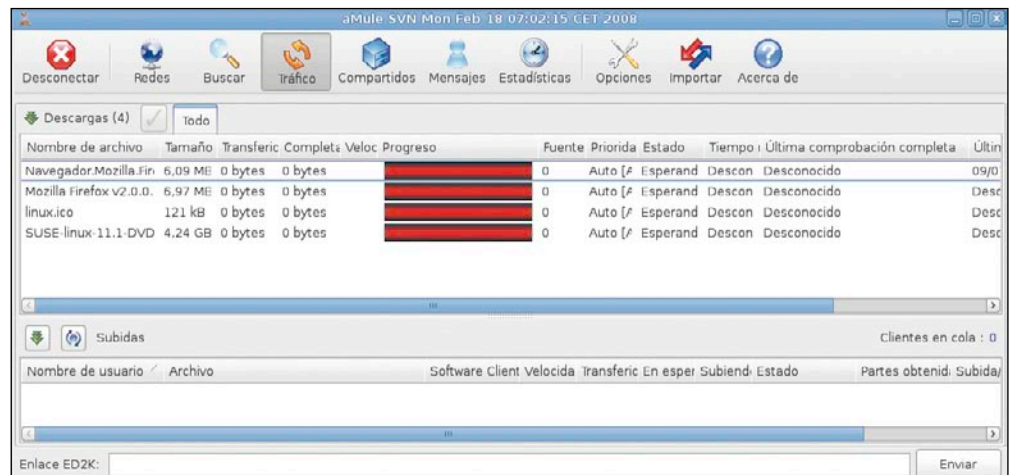 aMule SVN Mon Feb 18 07:02:15 CET 2008
Desconectar Redes Buscar Tráfico Compartidos Mensajes Estadísticas Opciones Importar Acerca de
Descargas (4) Todo
Nombre de archivo Tamaño Transferic Completa Veloc Progreso Fuente Priorida Estado Tiempo Última comprobación completa Últin
Navegador.Mozilla.Fir 6,09 ME 0 bytes 0 bytes 0 Auto [A Esperand Descon Desconocido 09/0
Mozilla Firefox v2.0.0. 6,97 ME 0 bytes 0 bytes 0 Auto [A Esperand Descon Desconocido Desc
linux.ico 121 kB 0 bytes 0 bytes 0 Auto [A Esperand Descon Desconocido Desc
SUSE-linux-11.1-DVD 4,24 GB 0 bytes 0 bytes 0 Auto [A Esperand Descon Desconocido Desc
Subidas Clientes en cola : 0
Nombre de usuario Archivo Software Client Velocida Transferic En esper Subiend Estado Partes obtenid Subida/
Enlace ED2K: Enviar